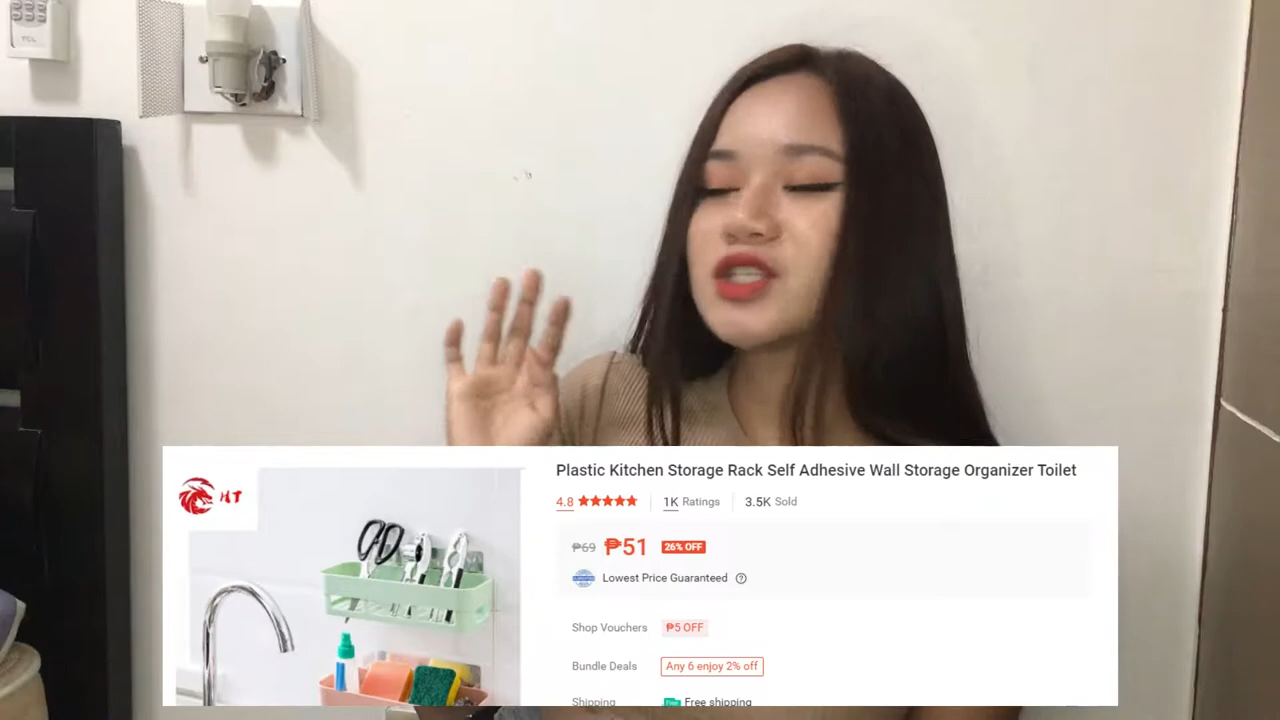 TCL
HT
Plastic Kitchen Storage Rack Self Adhesive Wall Storage Organizer Toilet
4.8 1K Ratings 3.5K Sold
₱69 ₱51 26% OFF
Lowest Price Guaranteed ?
Shop Vouchers ₱5 OFF
Bundle Deals Any 6 enjoy 2% off
Shipping Free shipping